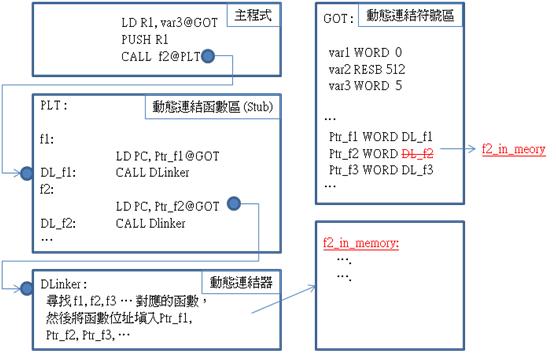 主程式
LD R1, var3@GOT
PUSH R1
CALL f2@PLT
PLT :
動態連結函數區 (Stub)
f1:
LD PC, Ptr_f1@GOT
DL_f1: CALL DLinker
f2:
LD PC, Ptr_f2@GOT
DL_f2: CALL Dlinker
...
DLinker :
動態連結器
尋找 f1, f2, f3 … 對應的函數，
然後將函數位址填入Ptr_f1,
Ptr_f2, Ptr_f3, …
GOT :
動態連結符號區
var1 WORD 0
var2 RESB 512
var3 WORD 5
...
Ptr_f1 WORD DL_f1
Ptr_f2 WORD DL_f2
Ptr_f3 WORD DL_f3
...
f2_in_meory
f2_in_memory:
….
….